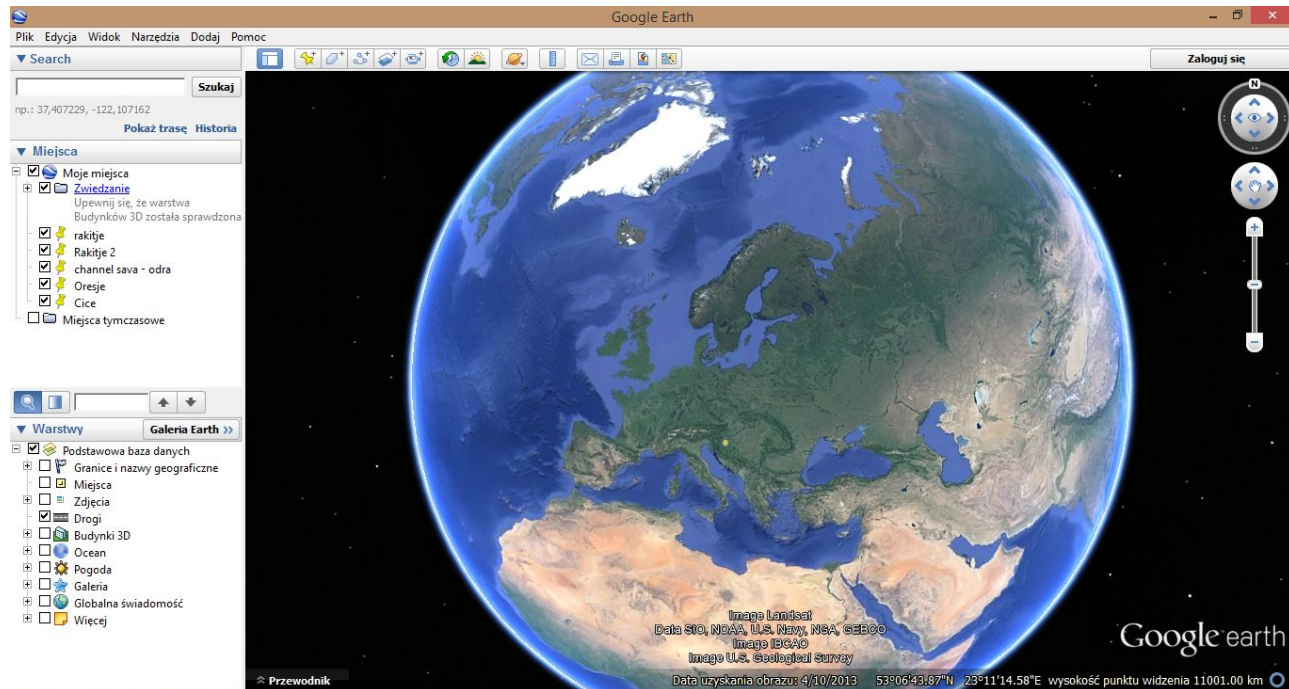 Google Earth
Plik Edycja Widok Narzędzia Dodaj Pomoc
Search
Zaloguj się
Szukaj
np.: 37,407229, -122,107162
Pokaż trasę Historia
Miejsca
Moje miejsca
Zwiedzanie
Upewnij się, że warstwa
Budynków 3D została sprawdzona
rakitje
Rakitje 2
channel sava - odra
Oresje
Cice
Miejsca tymczasowe
Warstwy
Galeria Earth >>
Podstawowa baza danych
Granice i nazwy geograficzne
Miejsca
Zdjęcia
Drogi
Budynki 3D
Ocean
Pogoda
Galeria
Globalna świadomość
Więcej
N
Image Landsat
Data SIO, NOAA, U.S. Navy, NGA, GEBCO
Image IBCAO
Image U.S. Geological Survey
Google earth
Przewodnik
Data uzyskania obrazu: 4/10/2013 53°06'43.87"N 23°11'14.58"E wysokość punktu widzenia 11001.00 km